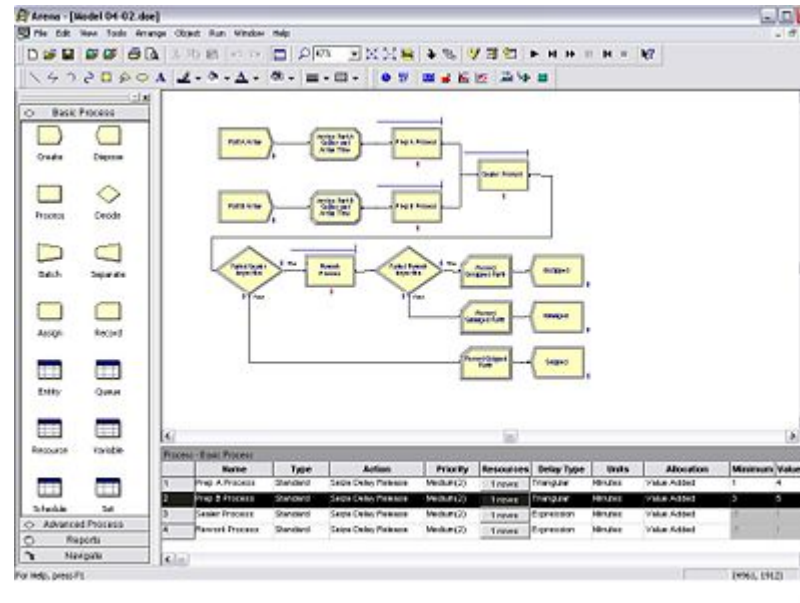 Arena - [Model 04-02.doe]
File Edit View Tools Arrange Object Run Window Help
Basic Process
Create Dispose
Process Decide
Batch Separate
Assign Record
Entity Queue
Resource Variable
Schedule Set
Advanced Process
Reports
Navigate
Part A Arrive
Prep A Process
Sealer Process
Part B Arrive
Prep B Process
Rework Process
Scrapped
Salvaged
Shipped
Process - Basic Process
Name Type Action Priority Resources Delay Type Units Allocation Minimum Value
1 Prep A Process Standard Seize Delay Release Medium(2) 1 rows Triangular Minutes Value Added 1 4
2 Prep B Process Standard Seize Delay Release Medium(2) 1 rows Triangular Minutes Value Added 3 5
3 Sealer Process Standard Seize Delay Release Medium(2) 1 rows Expression Minutes Value Added
4 Rework Process Standard Seize Delay Release Medium(2) 1 rows Expression Minutes Value Added
For Help, press F1
(4961, 1912)